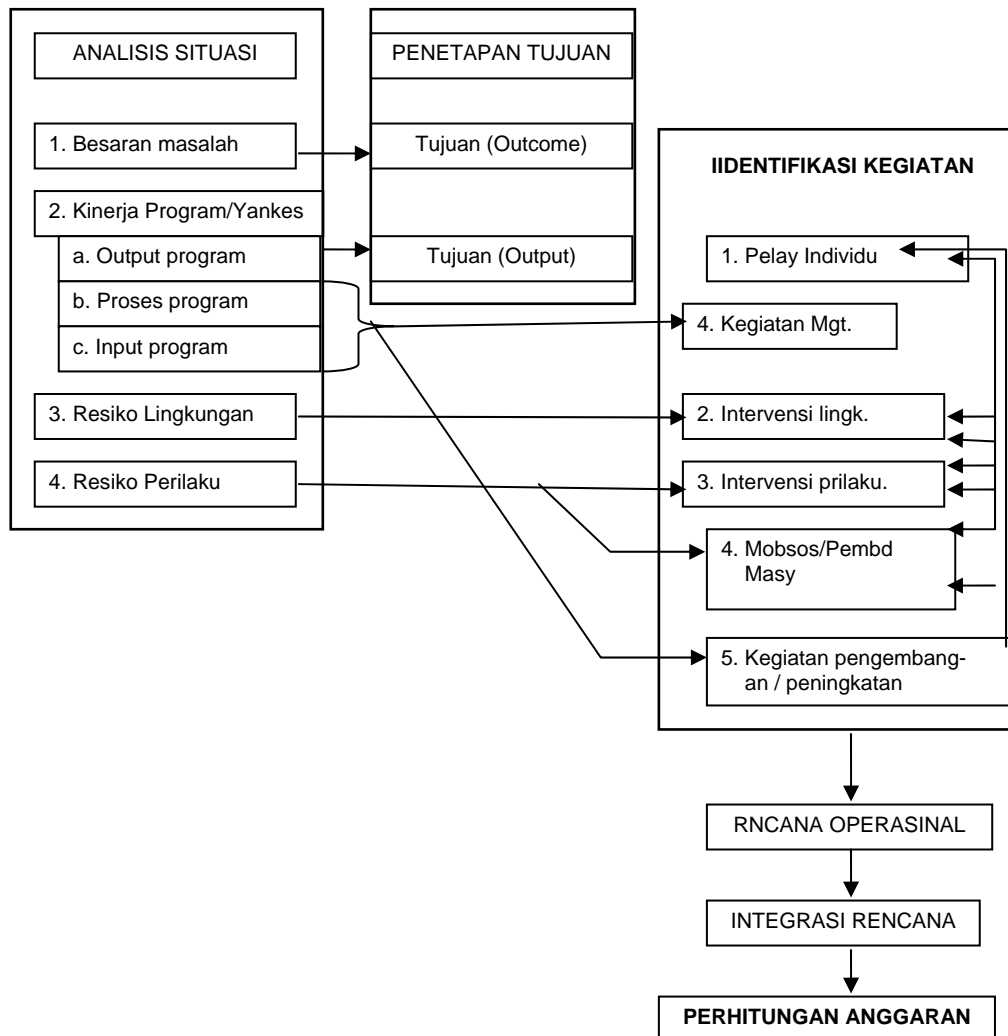 ANALISIS SITUASI
1. Besaran masalah
2. Kinerja Program/Yankes
a. Output program
b. Proses program
c. Input program
3. Resiko Lingkungan
4. Resiko Perilaku
PENETAPAN TUJUAN
Tujuan (Outcome)
Tujuan (Output)
IIDENTIFIKASI KEGIATAN
1. Pelay Individu
4. Kegiatan Mgt.
2. Intervensi lingk.
3. Intervensi prilaku.
4. Mobsos/Pembd
Masy
5. Kegiatan pengembang-
an / peningkatan
RNCANA OPERASINAL
INTEGRASI RENCANA
PERHITUNGAN ANGGARAN